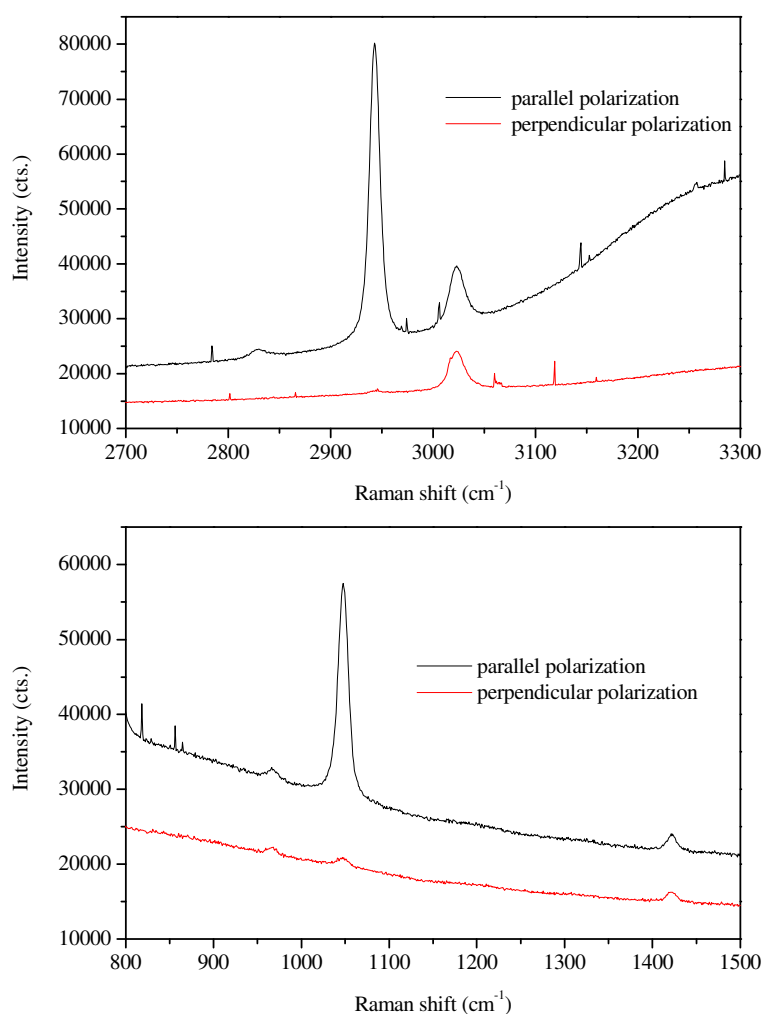 80000
70000
60000
50000
40000
30000
20000
10000
Intensity (cts.)
parallel polarization
perpendicular polarization
2700 2800 2900 3000 3100 3200 3300
Raman shift (cm⁻¹)
60000
50000
40000
30000
20000
10000
Intensity (cts.)
parallel polarization
perpendicular polarization
800 900 1000 1100 1200 1300 1400 1500
Raman shift (cm⁻¹)